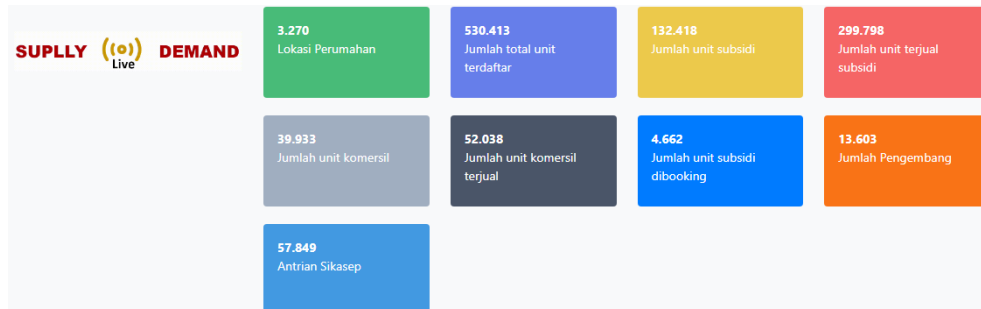 SUPLLY Live DEMAND
3.270
Lokasi Perumahan
530.413
Jumlah total unit
terdaftar
132.418
Jumlah unit subsidi
299.798
Jumlah unit terjual
subsidi
39.933
Jumlah unit komersil
52.038
Jumlah unit komersil
terjual
4.662
Jumlah unit subsidi
dibooking
13.603
Jumlah Pengembang
57.849
Antrian Sikasep